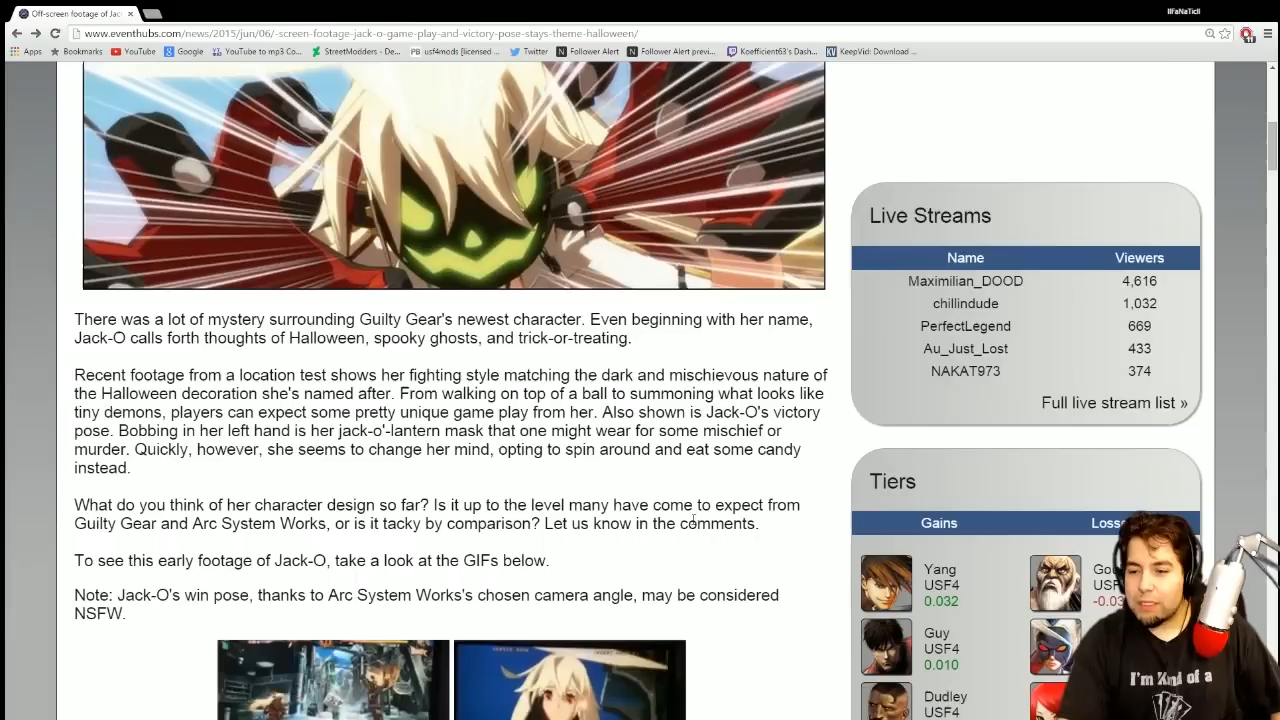 IIFaNaTicII
Off-screen footage of Jac
www.eventhubs.com/news/2015/jun/06/-screen-footage-jack-o-game-play-and-victory-pose-stays-theme-halloween/
Apps Bookmarks YouTube Google YouTube to mp3 Co... StreetModders - De... usf4mods [licensed ... Twitter Follower Alert Follower Alert previ... Koefficient63's Dash... KeepVid: Download ...
There was a lot of mystery surrounding Guilty Gear's newest character. Even beginning with her name,
Jack-O calls forth thoughts of Halloween, spooky ghosts, and trick-or-treating.
Recent footage from a location test shows her fighting style matching the dark and mischievous nature of
the Halloween decoration she's named after. From walking on top of a ball to summoning what looks like
tiny demons, players can expect some pretty unique game play from her. Also shown is Jack-O's victory
pose. Bobbing in her left hand is her jack-o'-lantern mask that one might wear for some mischief or
murder. Quickly, however, she seems to change her mind, opting to spin around and eat some candy
instead.
What do you think of her character design so far? Is it up to the level many have come to expect from
Guilty Gear and Arc System Works, or is it tacky by comparison? Let us know in the comments.
To see this early footage of Jack-O, take a look at the GIFs below.
Note: Jack-O's win pose, thanks to Arc System Works's chosen camera angle, may be considered
NSFW.
Live Streams
Name Viewers
Maximilian_DOOD 4,616
chillindude 1,032
PerfectLegend 669
Au_Just_Lost 433
NAKAT973 374
Full live stream list »
Tiers
Gains Loss
Yang
USF4
0.032
Gou
USF
-0.03
Guy
USF4
0.010
Dudley
USF4
I'm Kind of a